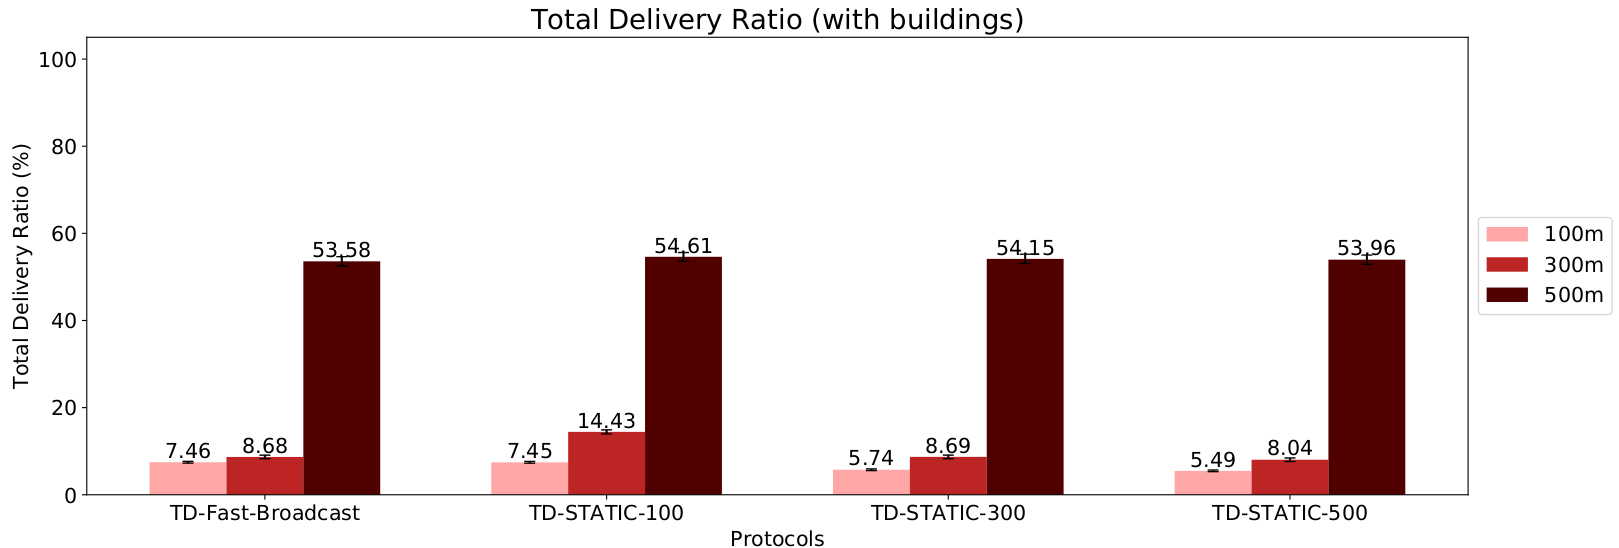 Total Delivery Ratio (with buildings)
Total Delivery Ratio (%)
100
80
60
40
20
0
53.58
54.61
54.15
53.96
7.46
8.68
7.45
14.43
5.74
8.69
5.49
8.04
TD-Fast-Broadcast
TD-STATIC-100
TD-STATIC-300
TD-STATIC-500
Protocols
100m
300m
500m